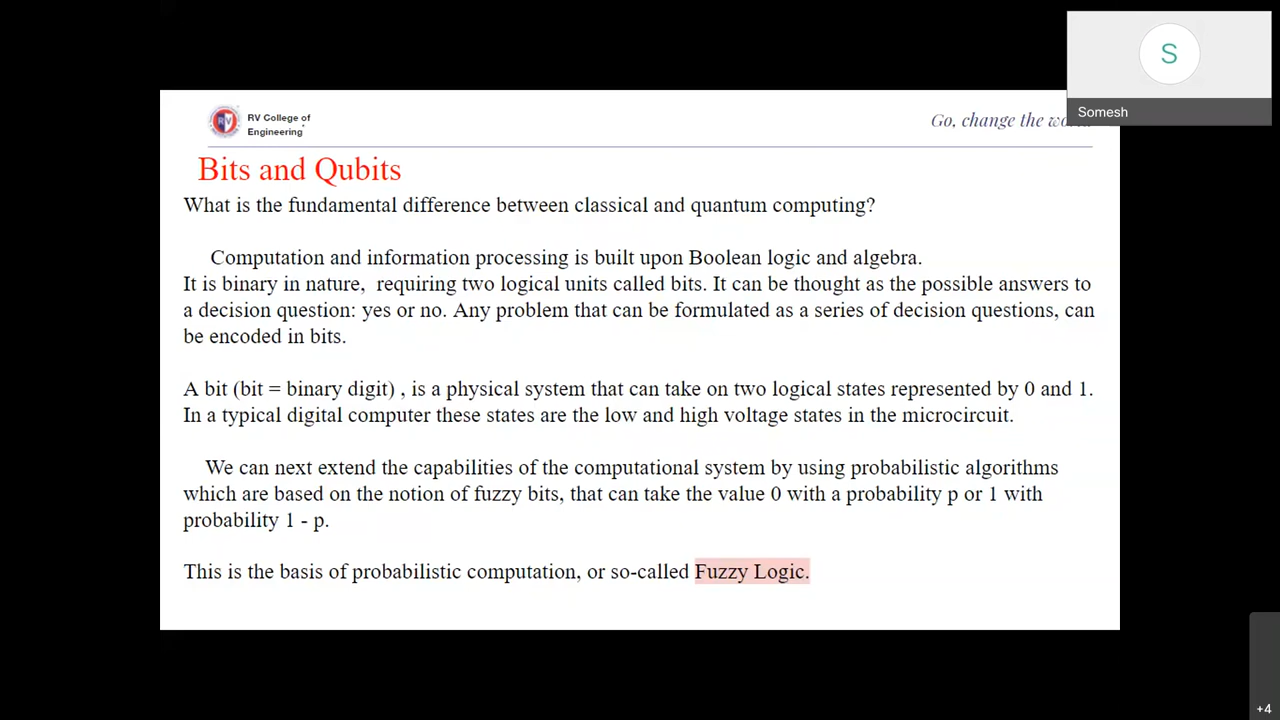 S
Somesh
RV College of
Engineering
Go, change the
Bits and Qubits
What is the fundamental difference between classical and quantum computing?
Computation and information processing is built upon Boolean logic and algebra.
It is binary in nature, requiring two logical units called bits. It can be thought as the possible answers to
a decision question: yes or no. Any problem that can be formulated as a series of decision questions, can
be encoded in bits.
A bit (bit = binary digit) , is a physical system that can take on two logical states represented by 0 and 1.
In a typical digital computer these states are the low and high voltage states in the microcircuit.
We can next extend the capabilities of the computational system by using probabilistic algorithms
which are based on the notion of fuzzy bits, that can take the value 0 with a probability p or 1 with
probability 1 - p.
This is the basis of probabilistic computation, or so-called Fuzzy Logic.
+4